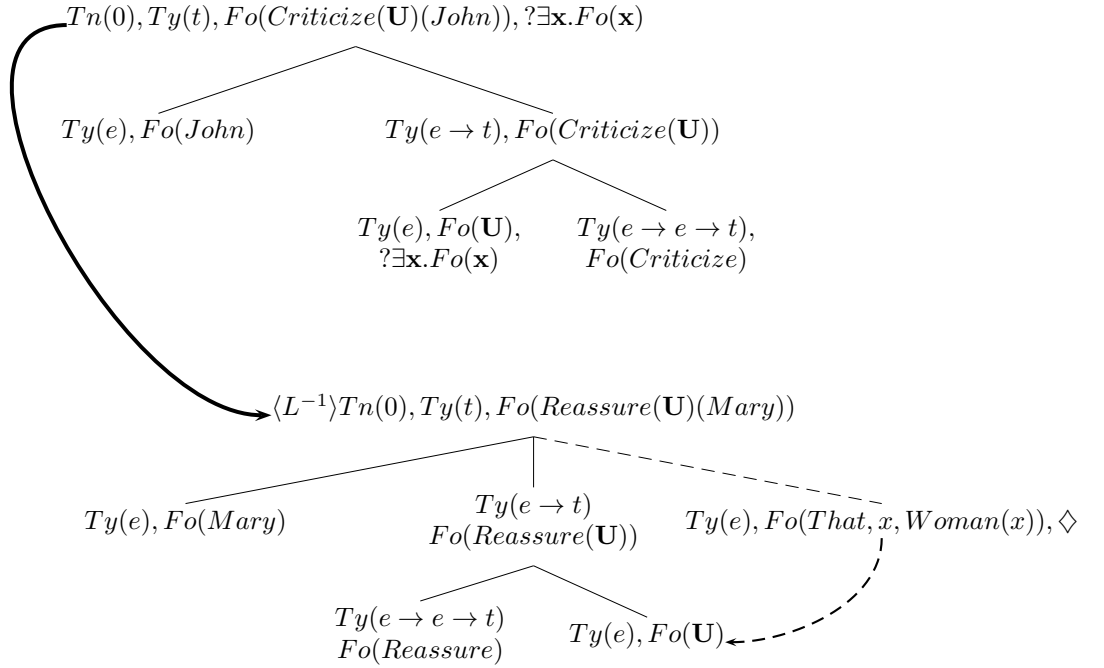 Tn(0), Ty(t), Fo(Criticize(U)(John)), ?∃x.Fo(x)
Ty(e), Fo(John)
Ty(e → t), Fo(Criticize(U))
Ty(e), Fo(U),
?∃x.Fo(x)
Ty(e → e → t),
Fo(Criticize)
⟨L⁻¹⟩Tn(0), Ty(t), Fo(Reassure(U)(Mary))
Ty(e), Fo(Mary)
Ty(e → t)
Fo(Reassure(U))
Ty(e), Fo(That, x, Woman(x)), ♢
Ty(e → e → t)
Fo(Reassure)
Ty(e), Fo(U)